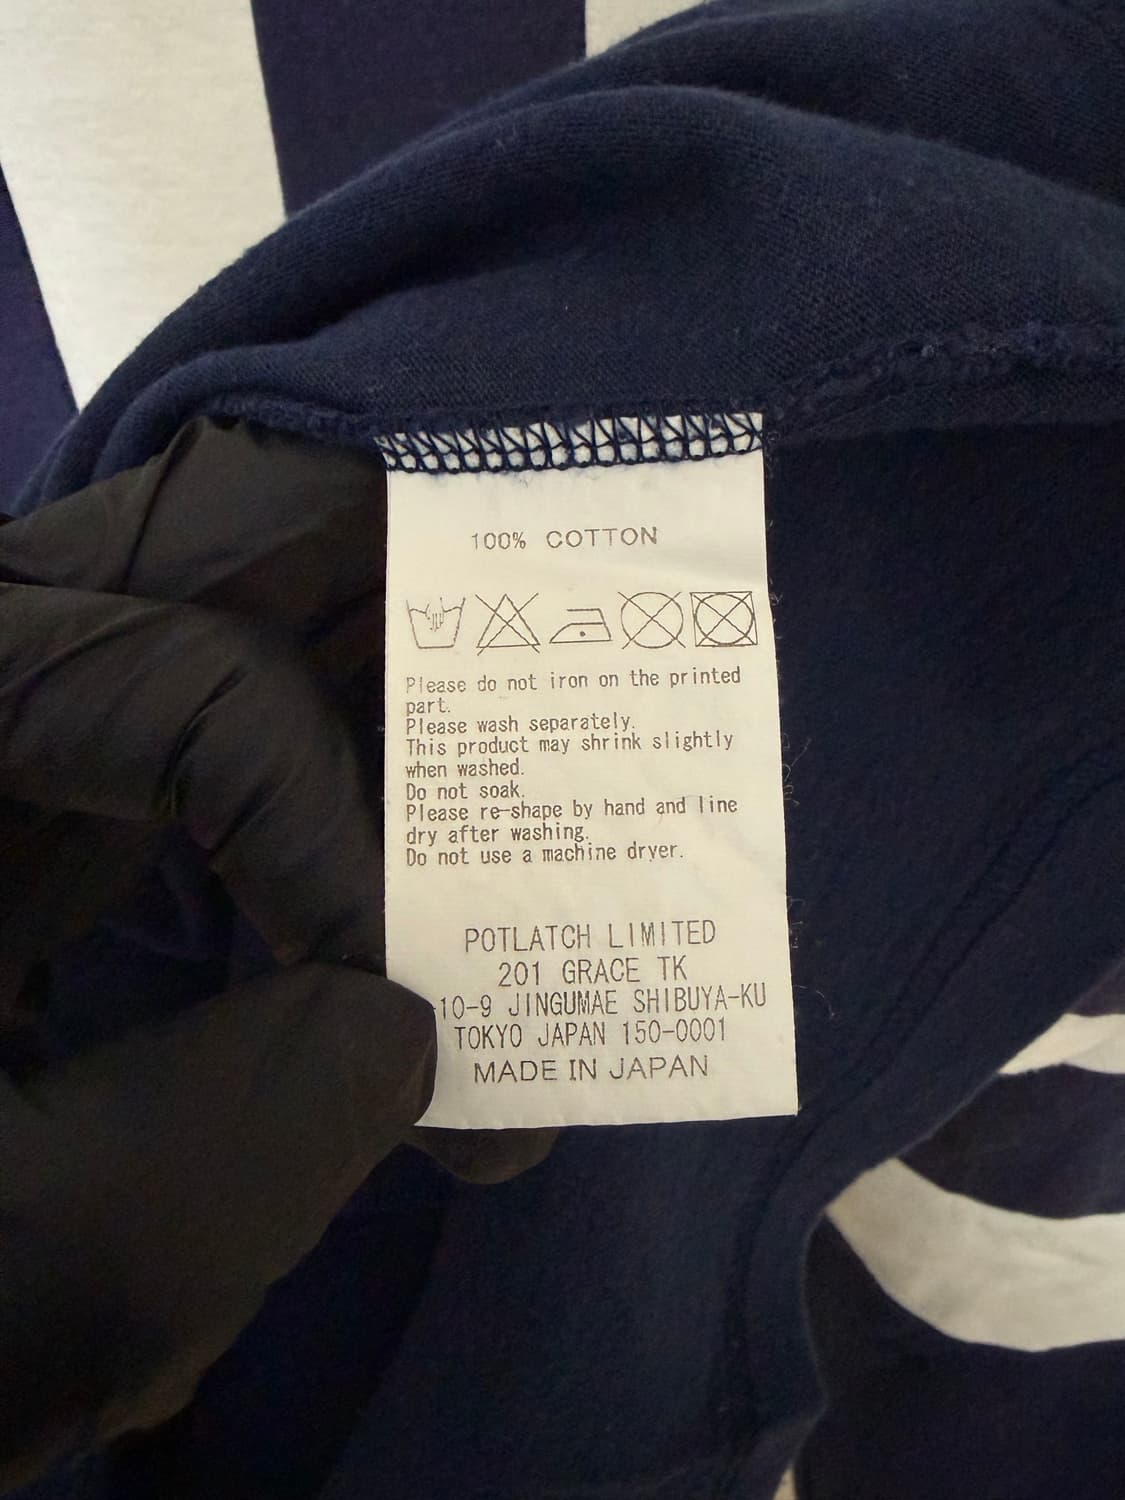 100% COTTON
Please do not iron on the printed
part.
Please wash separately.
This product may shrink slightly
when washed.
Do not soak.
Please re-shape by hand and line
dry after washing.
Do not use a machine dryer.
POTLATCH LIMITED
201 GRACE TK
-10-9 JINGUMAE SHIBUYA-KU
TOKYO JAPAN 150-0001
MADE IN JAPAN